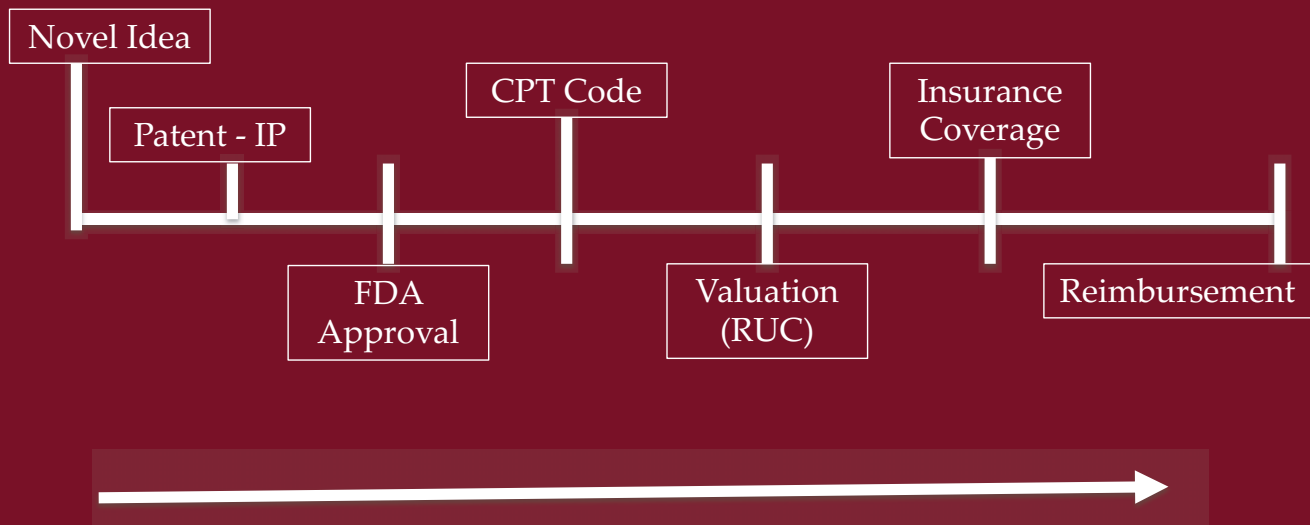 Novel Idea
Patent - IP
FDA
Approval
CPT Code
Valuation
(RUC)
Insurance
Coverage
Reimbursement